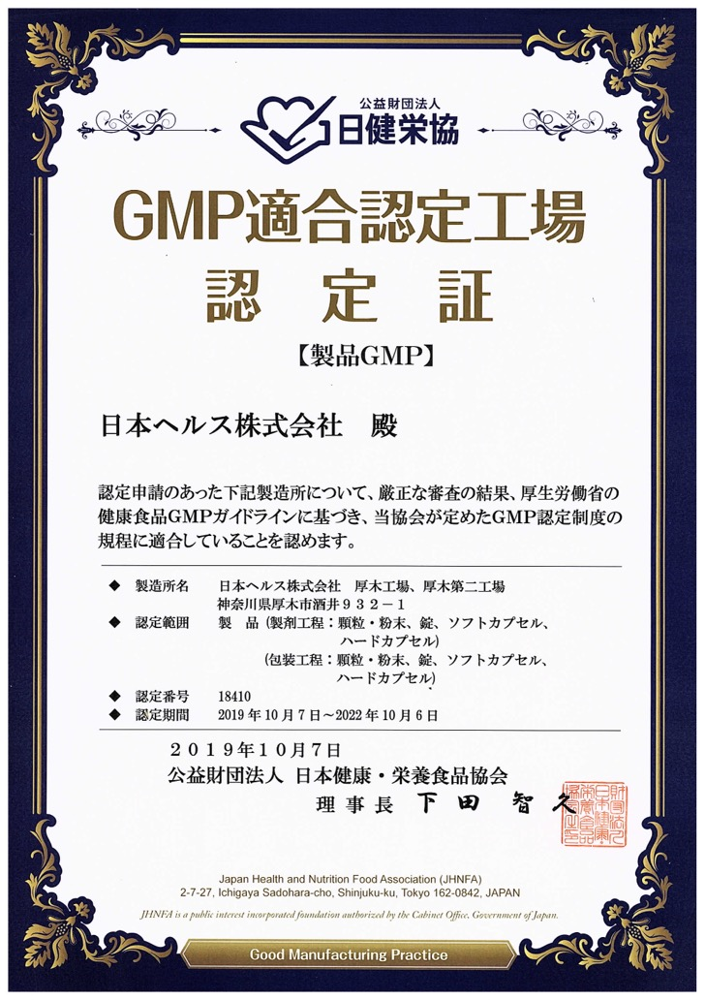 公益財団法人
日健栄協
GMP適合認定工場
認定証
【製品GMP】
日本ヘルス株式会社　殿
認定申請のあった下記製造所について、厳正な審査の結果、厚生労働省の
健康食品GMPガイドラインに基づき、当協会が定めたGMP認定制度の
規程に適合していることを認めます。
◆ 製造所名　日本ヘルス株式会社　厚木工場、厚木第二工場
神奈川県厚木市酒井９３２－１
◆ 認定範囲　製　品（製剤工程：顆粒・粉末、錠、ソフトカプセル、
ハードカプセル）
（包装工程：顆粒・粉末、錠、ソフトカプセル、
ハードカプセル）
◆ 認定番号　18410
◆ 認定期間　2019年10月7日～2022年10月6日
２０１９年１０月７日
公益財団法人 日本健康・栄養食品協会
理事長　下田　智久
Japan Health and Nutrition Food Association (JHNFA)
2-7-27, Ichigaya Sadohara-cho, Shinjuku-ku, Tokyo 162-0842, JAPAN
JHNFA is a public interest incorporated foundation authorized by the Cabinet Office. Government of Japan.
Good Manufacturing Practice